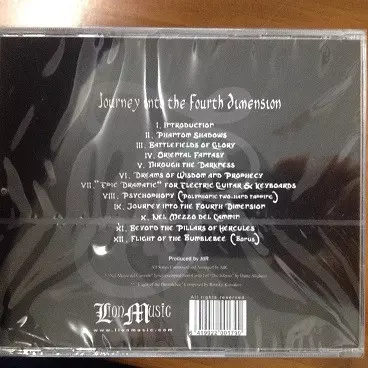 Journey into the Fourth Dimension
I. Introduction
II. Phantom Shadows
III. Battlefields of Glory
IV. Oriental Fantasy
V. Through the Darkness
VI. Dreams of Wisdom and Prophecy
VII. "Epic Dramatic" for Electric Guitar & Keyboards
VIII. Psychophony (Polyphonic Two-Hand Tapping)
IX. Journey into the Fourth Dimension
X. Nel Mezzo del Cammin
XI. Beyond the Pillars of Hercules
XII. Flight of the Bumblebee (Bonus)
Produced by
All rights reserved
Lion Music
www.lionmusic.com